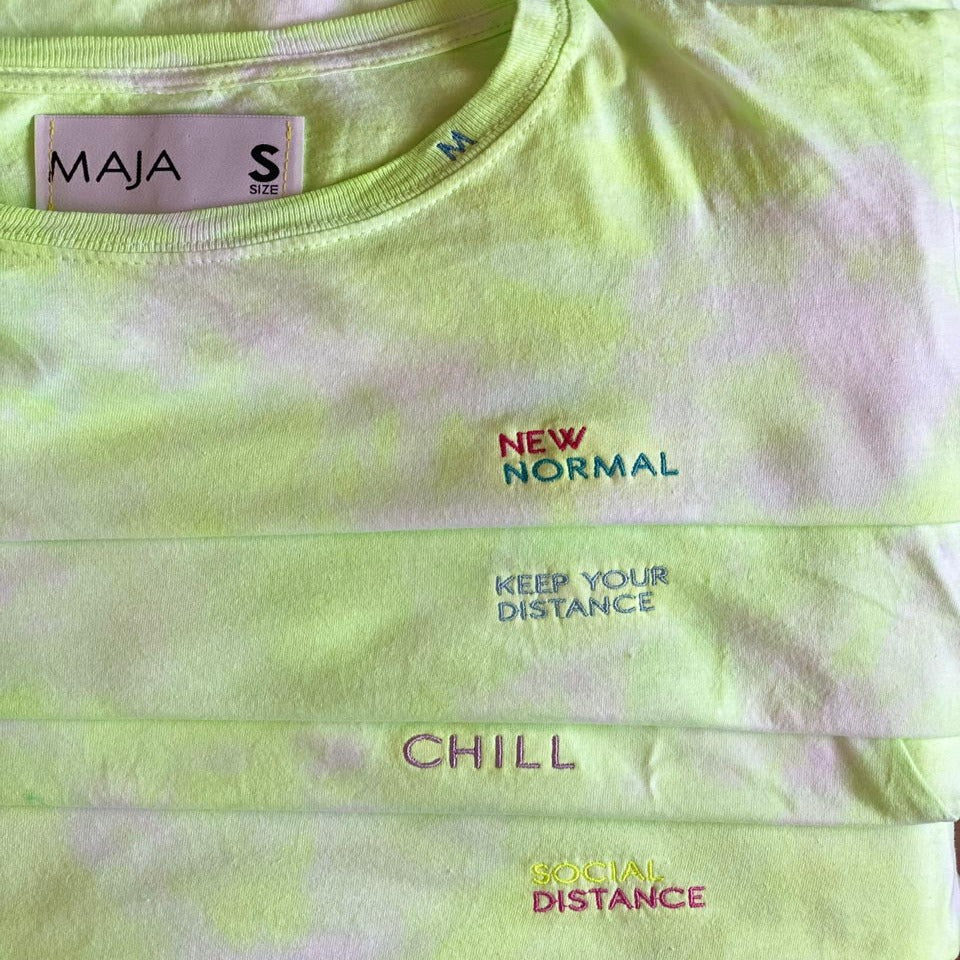 MAJA
S
SIZE
M
NEW
NORMAL
KEEP YOUR
DISTANCE
CHILL
SOCIAL
DISTANCE